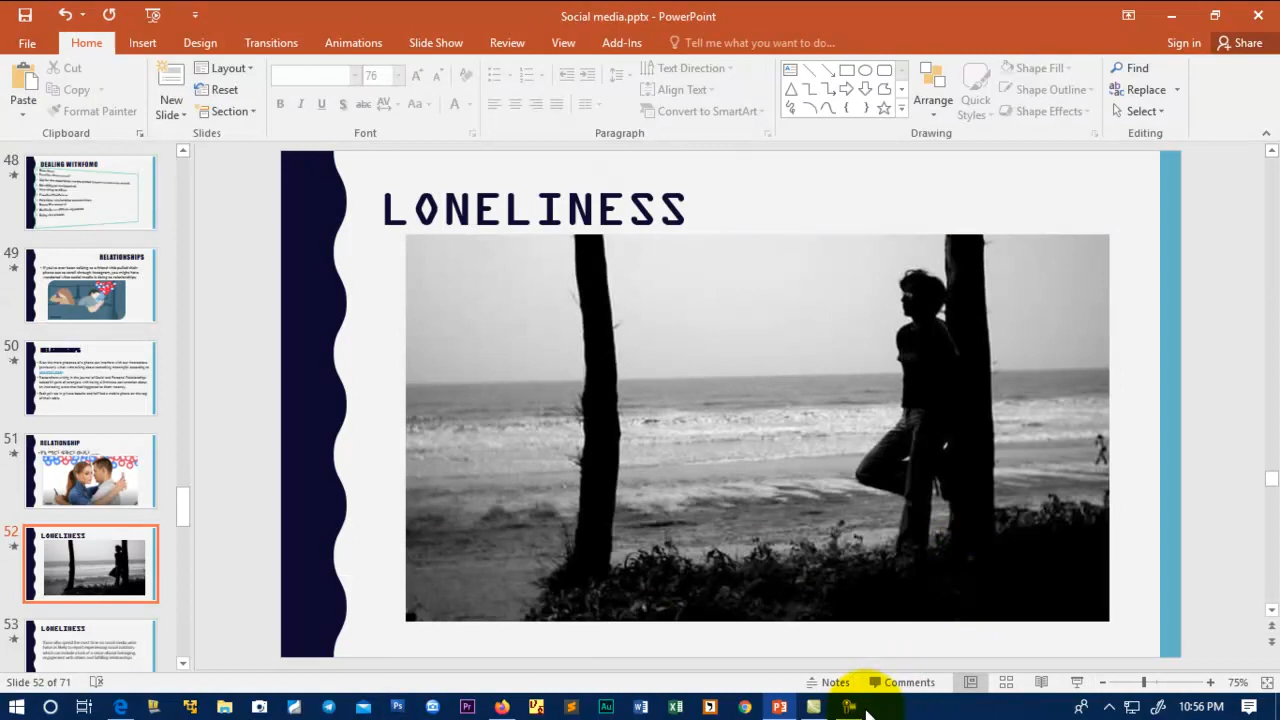 Social media.pptx - PowerPoint
File Home Insert Design Transitions Animations Slide Show Review View Add-Ins Tell me what you want to do... Sign in Share
Paste
Cut
Copy
Format Painter
Clipboard
New Slide
Layout
Reset
Section
Slides
76
Font
Text Direction
Align Text
Convert to SmartArt
Paragraph
Arrange
Quick Styles
Shape Fill
Shape Outline
Shape Effects
Drawing
Find
Replace
Select
Editing
48
DEALING WITH FOMO
49
RELATIONSHIPS
50
51
RELATIONSHIP
52
LONELINESS
53
LONELINESS
LONELINESS
Slide 52 of 71
Notes
Comments
75%
10:56 PM